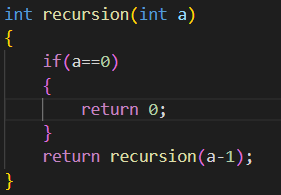 int recursion(int a)
{
    if(a==0)
    {
        return 0;
    }
    return recursion(a-1);
}